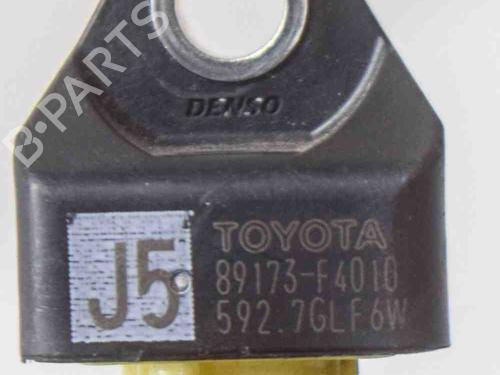 DENSO
J5
TOYOTA
89173-F4010
592.7GLF6W
B-PARTS